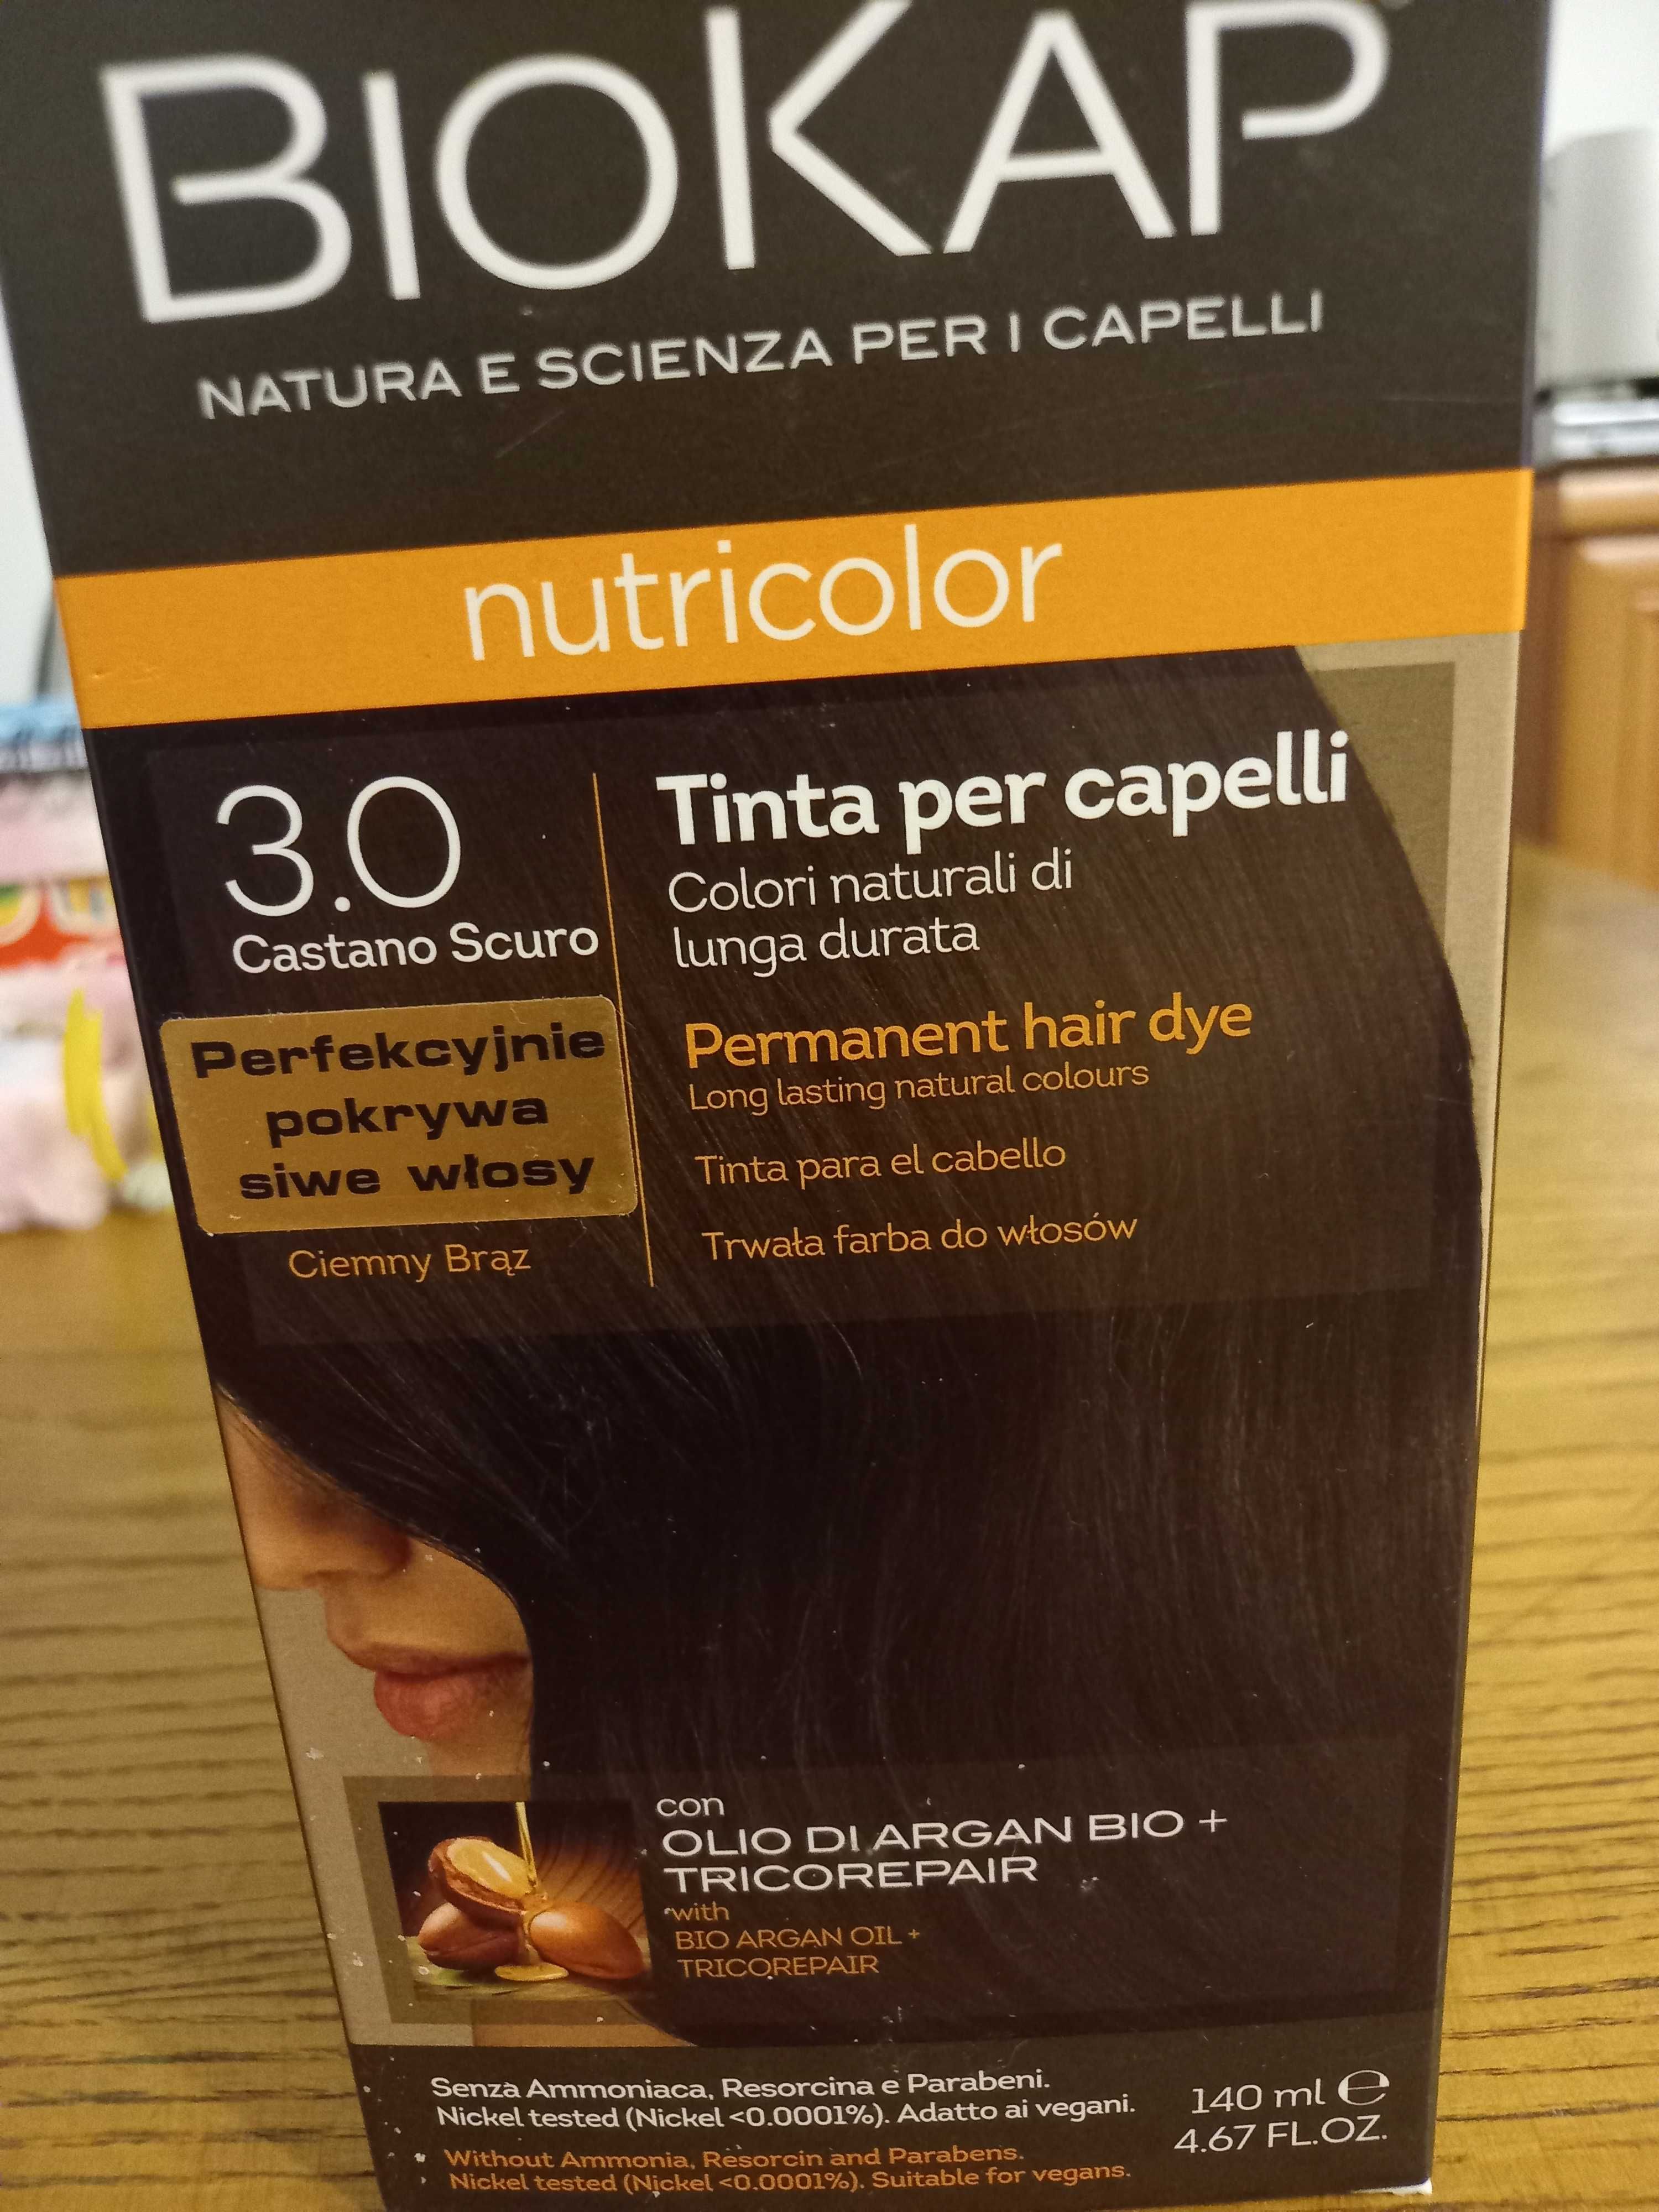 BIOKAP
NATURA E SCIENZA PER I CAPELLI
nutricolor
3.0
Castano Scuro
Perfekcyjnie
pokrywa
siwe włosy
Ciemny Brąz
Tinta per capelli
Colori naturali di
lunga durata
Permanent hair dye
Long lasting natural colours
Tinta para el cabello
Trwała farba do włosów
con
OLIO DI ARGAN BIO +
TRICOREPAIR
with
BIO ARGAN OIL +
TRICOREPAIR
Senza Ammoniaca, Resorcina e Parabeni.
Nickel tested (Nickel <0.0001%). Adatto ai vegani.
Without Ammonia, Resorcin and Parabens.
Nickel tested (Nickel <0.0001%). Suitable for vegans.
140 ml ℮
4.67 FL.OZ.